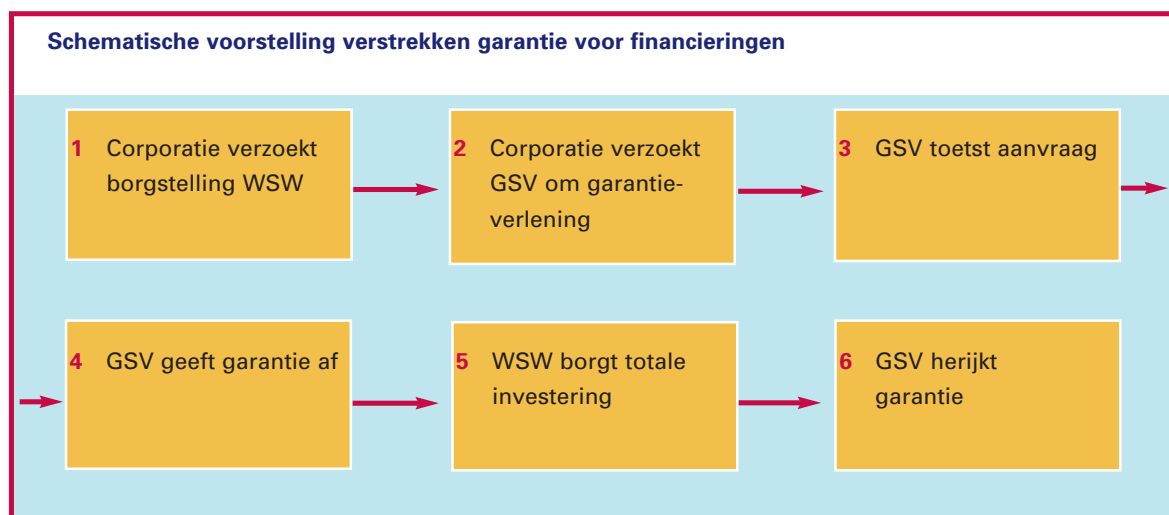 Schematische voorstelling verstrekken garantie voor financieringen
1 Corporatie verzoekt
borgstelling WSW
2 Corporatie verzoekt
GSV om garantie-
verlening
3 GSV toetst aanvraag
4 GSV geeft garantie af
5 WSW borgt totale
investering
6 GSV herijkt
garantie